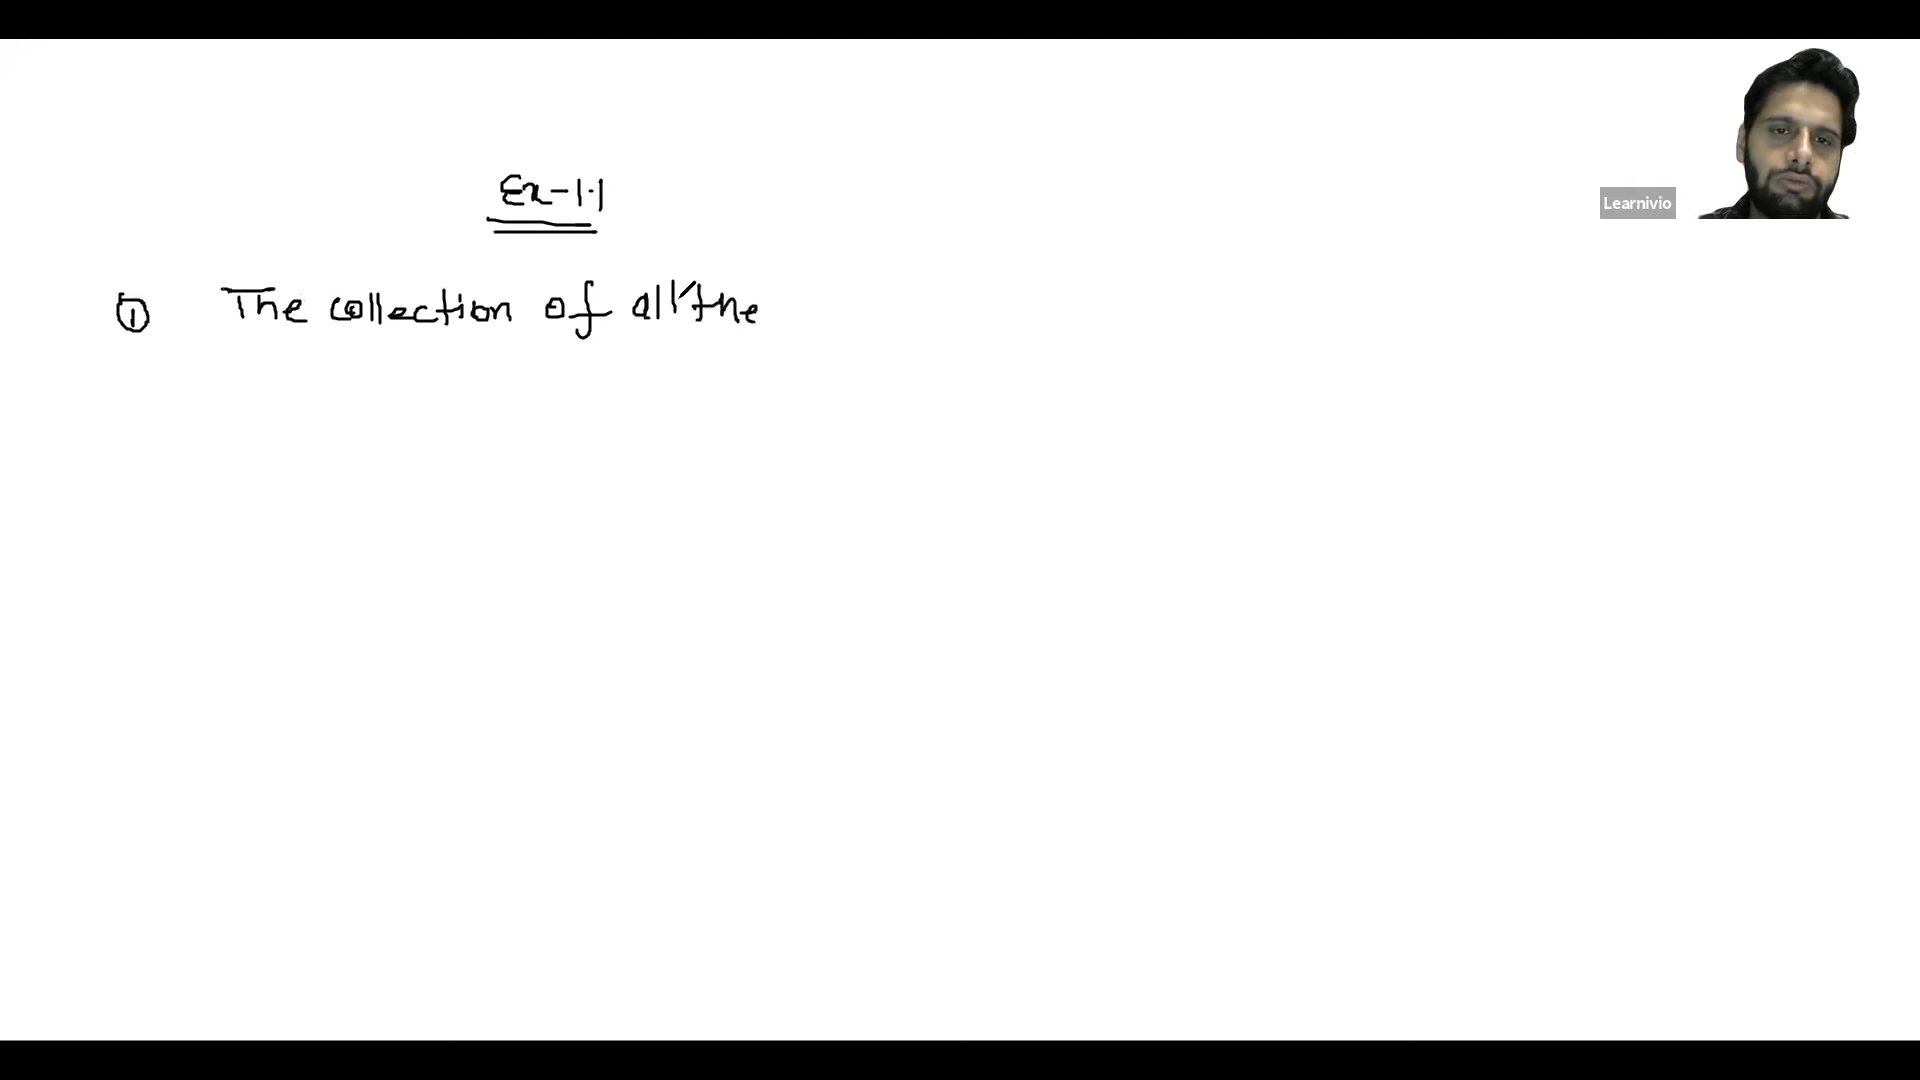 Ex-1.1
① The collection of all the
Learnivio